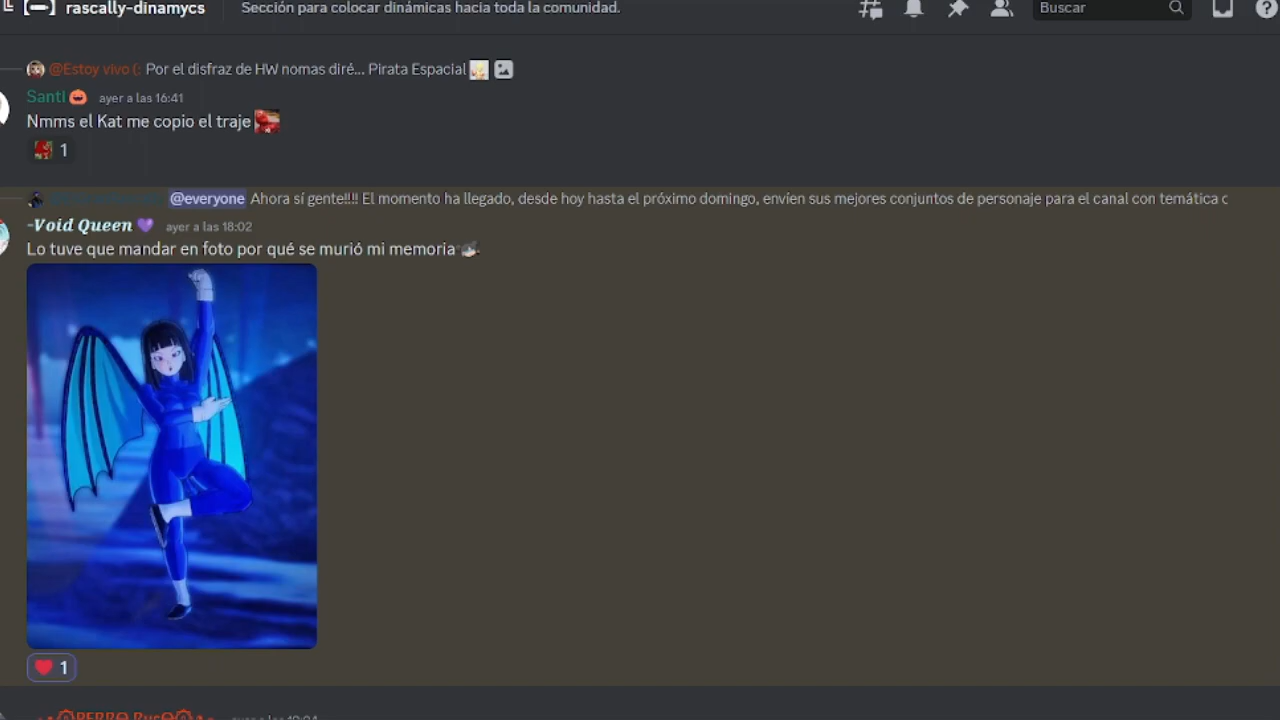 rascally-dinamycs Sección para colocar dinámicas hacia toda la comunidad. Buscar
@Estoy vivo (: Por el disfraz de HW nomas diré... Pirata Espacial
SantI ayer a las 16:41
Nmms el Kat me copio el traje
1
@everyone Ahora sí gente!!!! El momento ha llegado, desde hoy hasta el próximo domingo, envíen sus mejores conjuntos de personaje para el canal con temática
-Void Queen ayer a las 18:02
Lo tuve que mandar en foto por qué se murió mi memoria
1